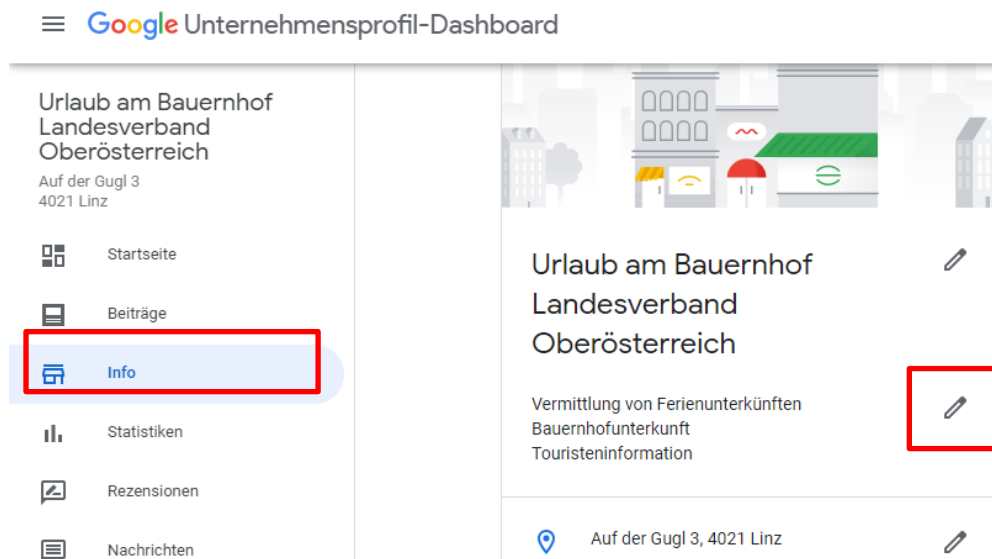 Google Unternehmensprofil-Dashboard
Urlaub am Bauernhof
Landesverband
Oberösterreich
Auf der Gugl 3
4021 Linz
Startseite
Beiträge
Info
Statistiken
Rezensionen
Nachrichten
Urlaub am Bauernhof
Landesverband
Oberösterreich
Vermittlung von Ferienunterkünften
Bauernhofunterkunft
Touristeninformation
Auf der Gugl 3, 4021 Linz